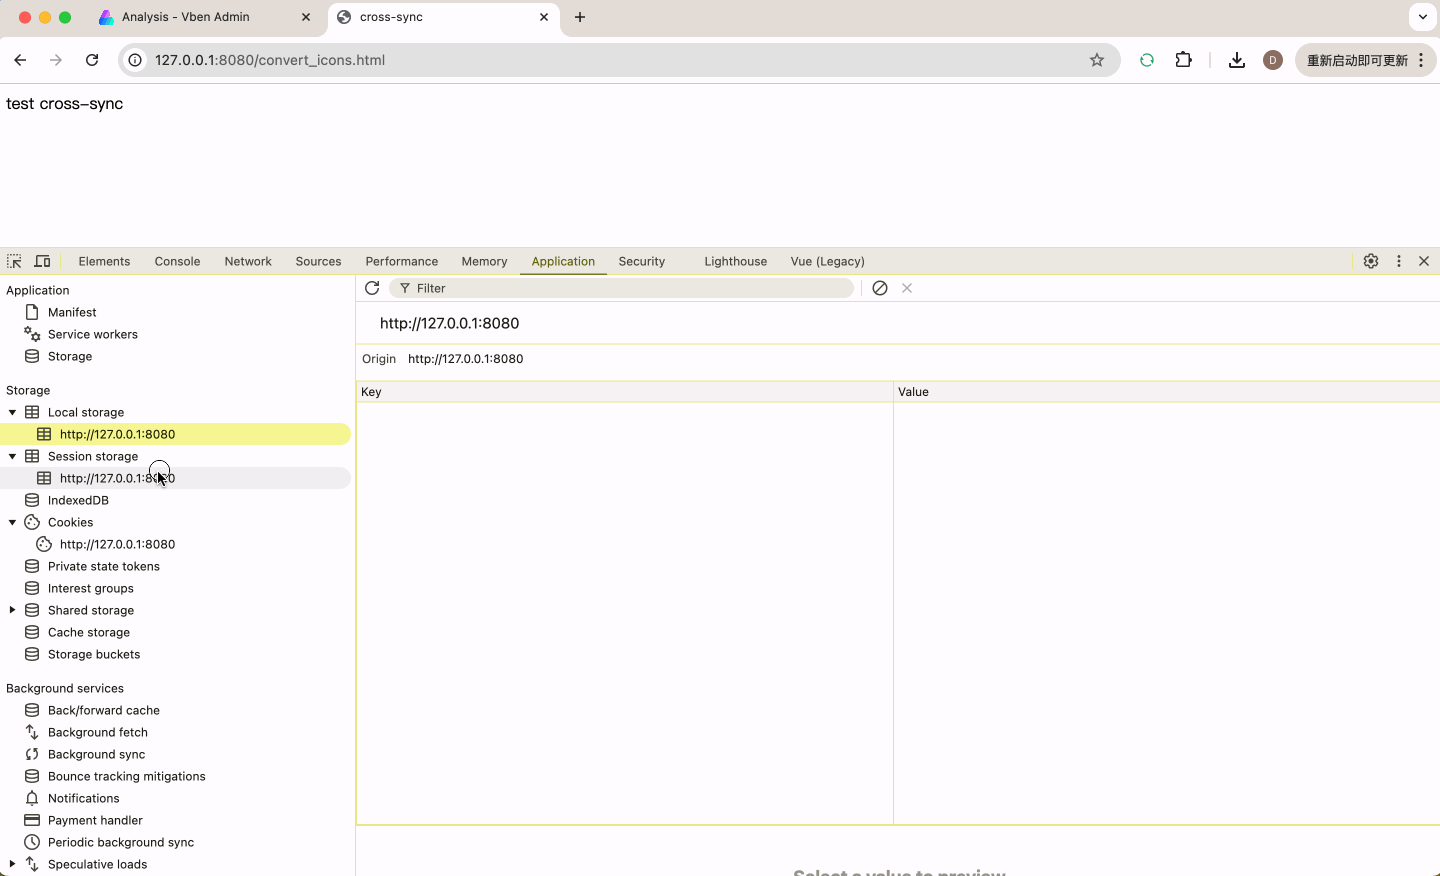 Analysis - Vben Admin
cross-sync
127.0.0.1:8080/convert_icons.html
D
重新启动即可更新
test cross-sync
Elements Console Network Sources Performance Memory Application Security Lighthouse Vue (Legacy)
Application
Manifest
Service workers
Storage
Storage
Local storage
http://127.0.0.1:8080
Session storage
http://127.0.0.1:8080
IndexedDB
Cookies
http://127.0.0.1:8080
Private state tokens
Interest groups
Shared storage
Cache storage
Storage buckets
Background services
Back/forward cache
Background fetch
Background sync
Bounce tracking mitigations
Notifications
Payment handler
Periodic background sync
Speculative loads
Filter
http://127.0.0.1:8080
Origin http://127.0.0.1:8080
Key Value
Select a value to preview